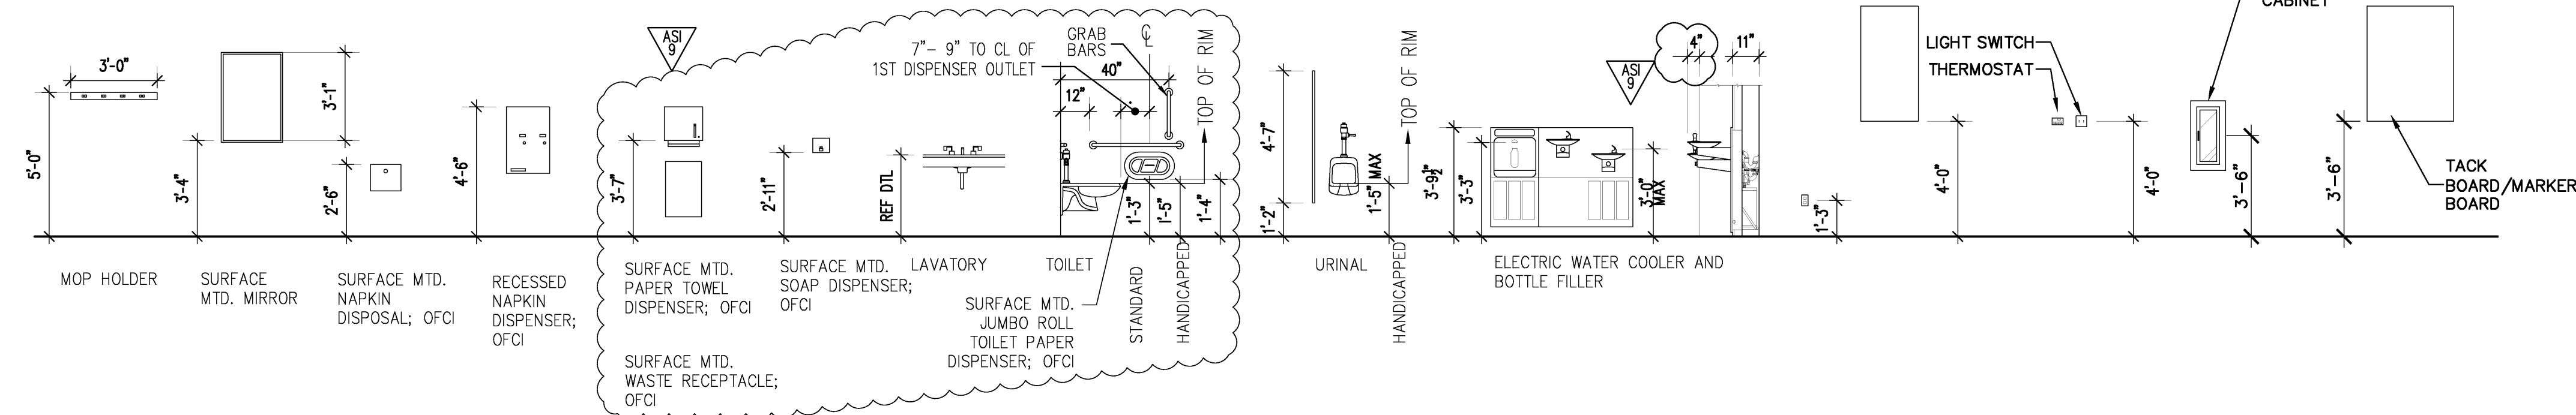 3'-0"
5'-0"
MOP HOLDER
3'-1"
3'-4"
SURFACE
MTD. MIRROR
2'-6"
SURFACE MTD.
NAPKIN
DISPOSAL; OFCI
4'-6"
RECESSED
NAPKIN
DISPENSER;
OFCI
ASI
9
3'-7"
SURFACE MTD.
PAPER TOWEL
DISPENSER; OFCI
SURFACE MTD.
WASTE RECEPTACLE;
OFCI
2'-11"
SURFACE MTD.
SOAP DISPENSER;
OFCI
REF DTL
LAVATORY
7"- 9" TO CL OF
1ST DISPENSER OUTLET
GRAB
BARS
CL
40"
12"
TOP OF RIM
1'-3"
1'-5"
1'-4"
TOILET
STANDARD
HANDICAPPED
SURFACE MTD.
JUMBO ROLL
TOILET PAPER
DISPENSER; OFCI
4'-7"
1'-2"
TOP OF RIM
1'-5" MAX
URINAL
HANDICAPPED
3'-3"
3'-0"
MAX
ELECTRIC WATER COOLER AND
BOTTLE FILLER
ASI
9
4"
11"
1'-3"
4'-0"
LIGHT SWITCH
THERMOSTAT
4'-0"
CABINET
3'-6"
3'-6"
TACK
BOARD/MARKER
BOARD